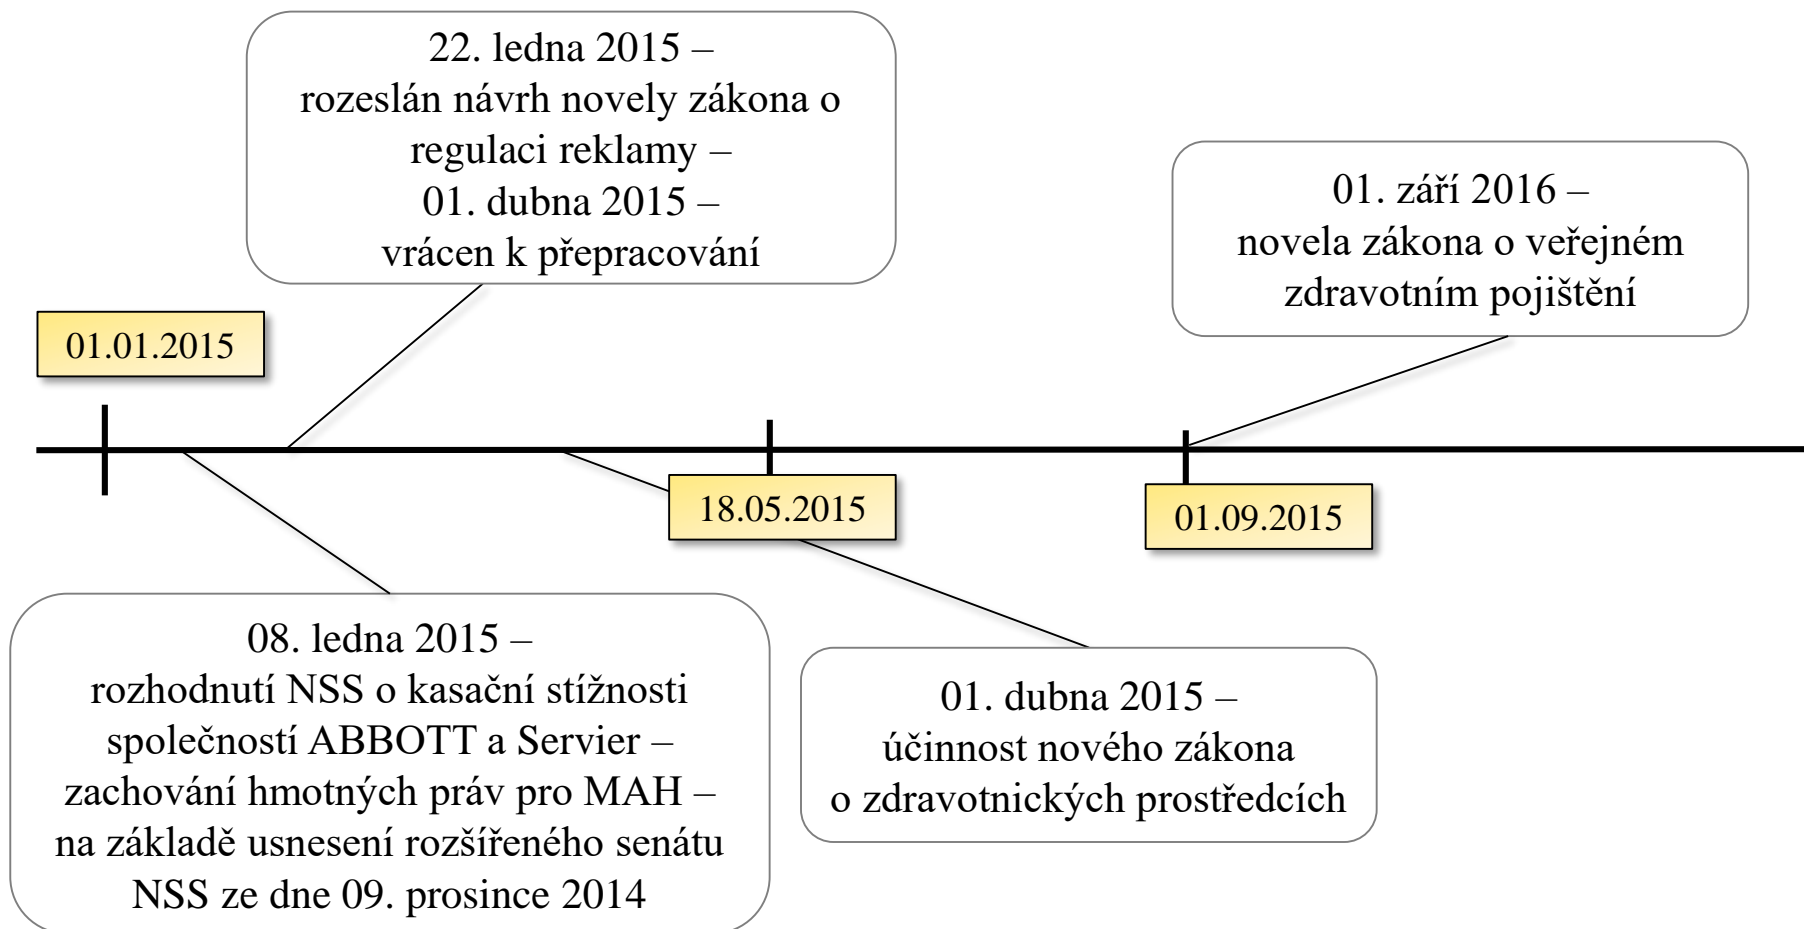 22. ledna 2015 –
rozeslán návrh novely zákona o
regulaci reklamy –
01. dubna 2015 –
vrácen k přepracování
01. září 2016 –
novela zákona o veřejném
zdravotním pojištění
01.01.2015
18.05.2015
01.09.2015
08. ledna 2015 –
rozhodnutí NSS o kasační stížnosti
společností ABBOTT a Servier –
zachování hmotných práv pro MAH –
na základě usnesení rozšířeného senátu
NSS ze dne 09. prosince 2014
01. dubna 2015 –
účinnost nového zákona
o zdravotnických prostředcích